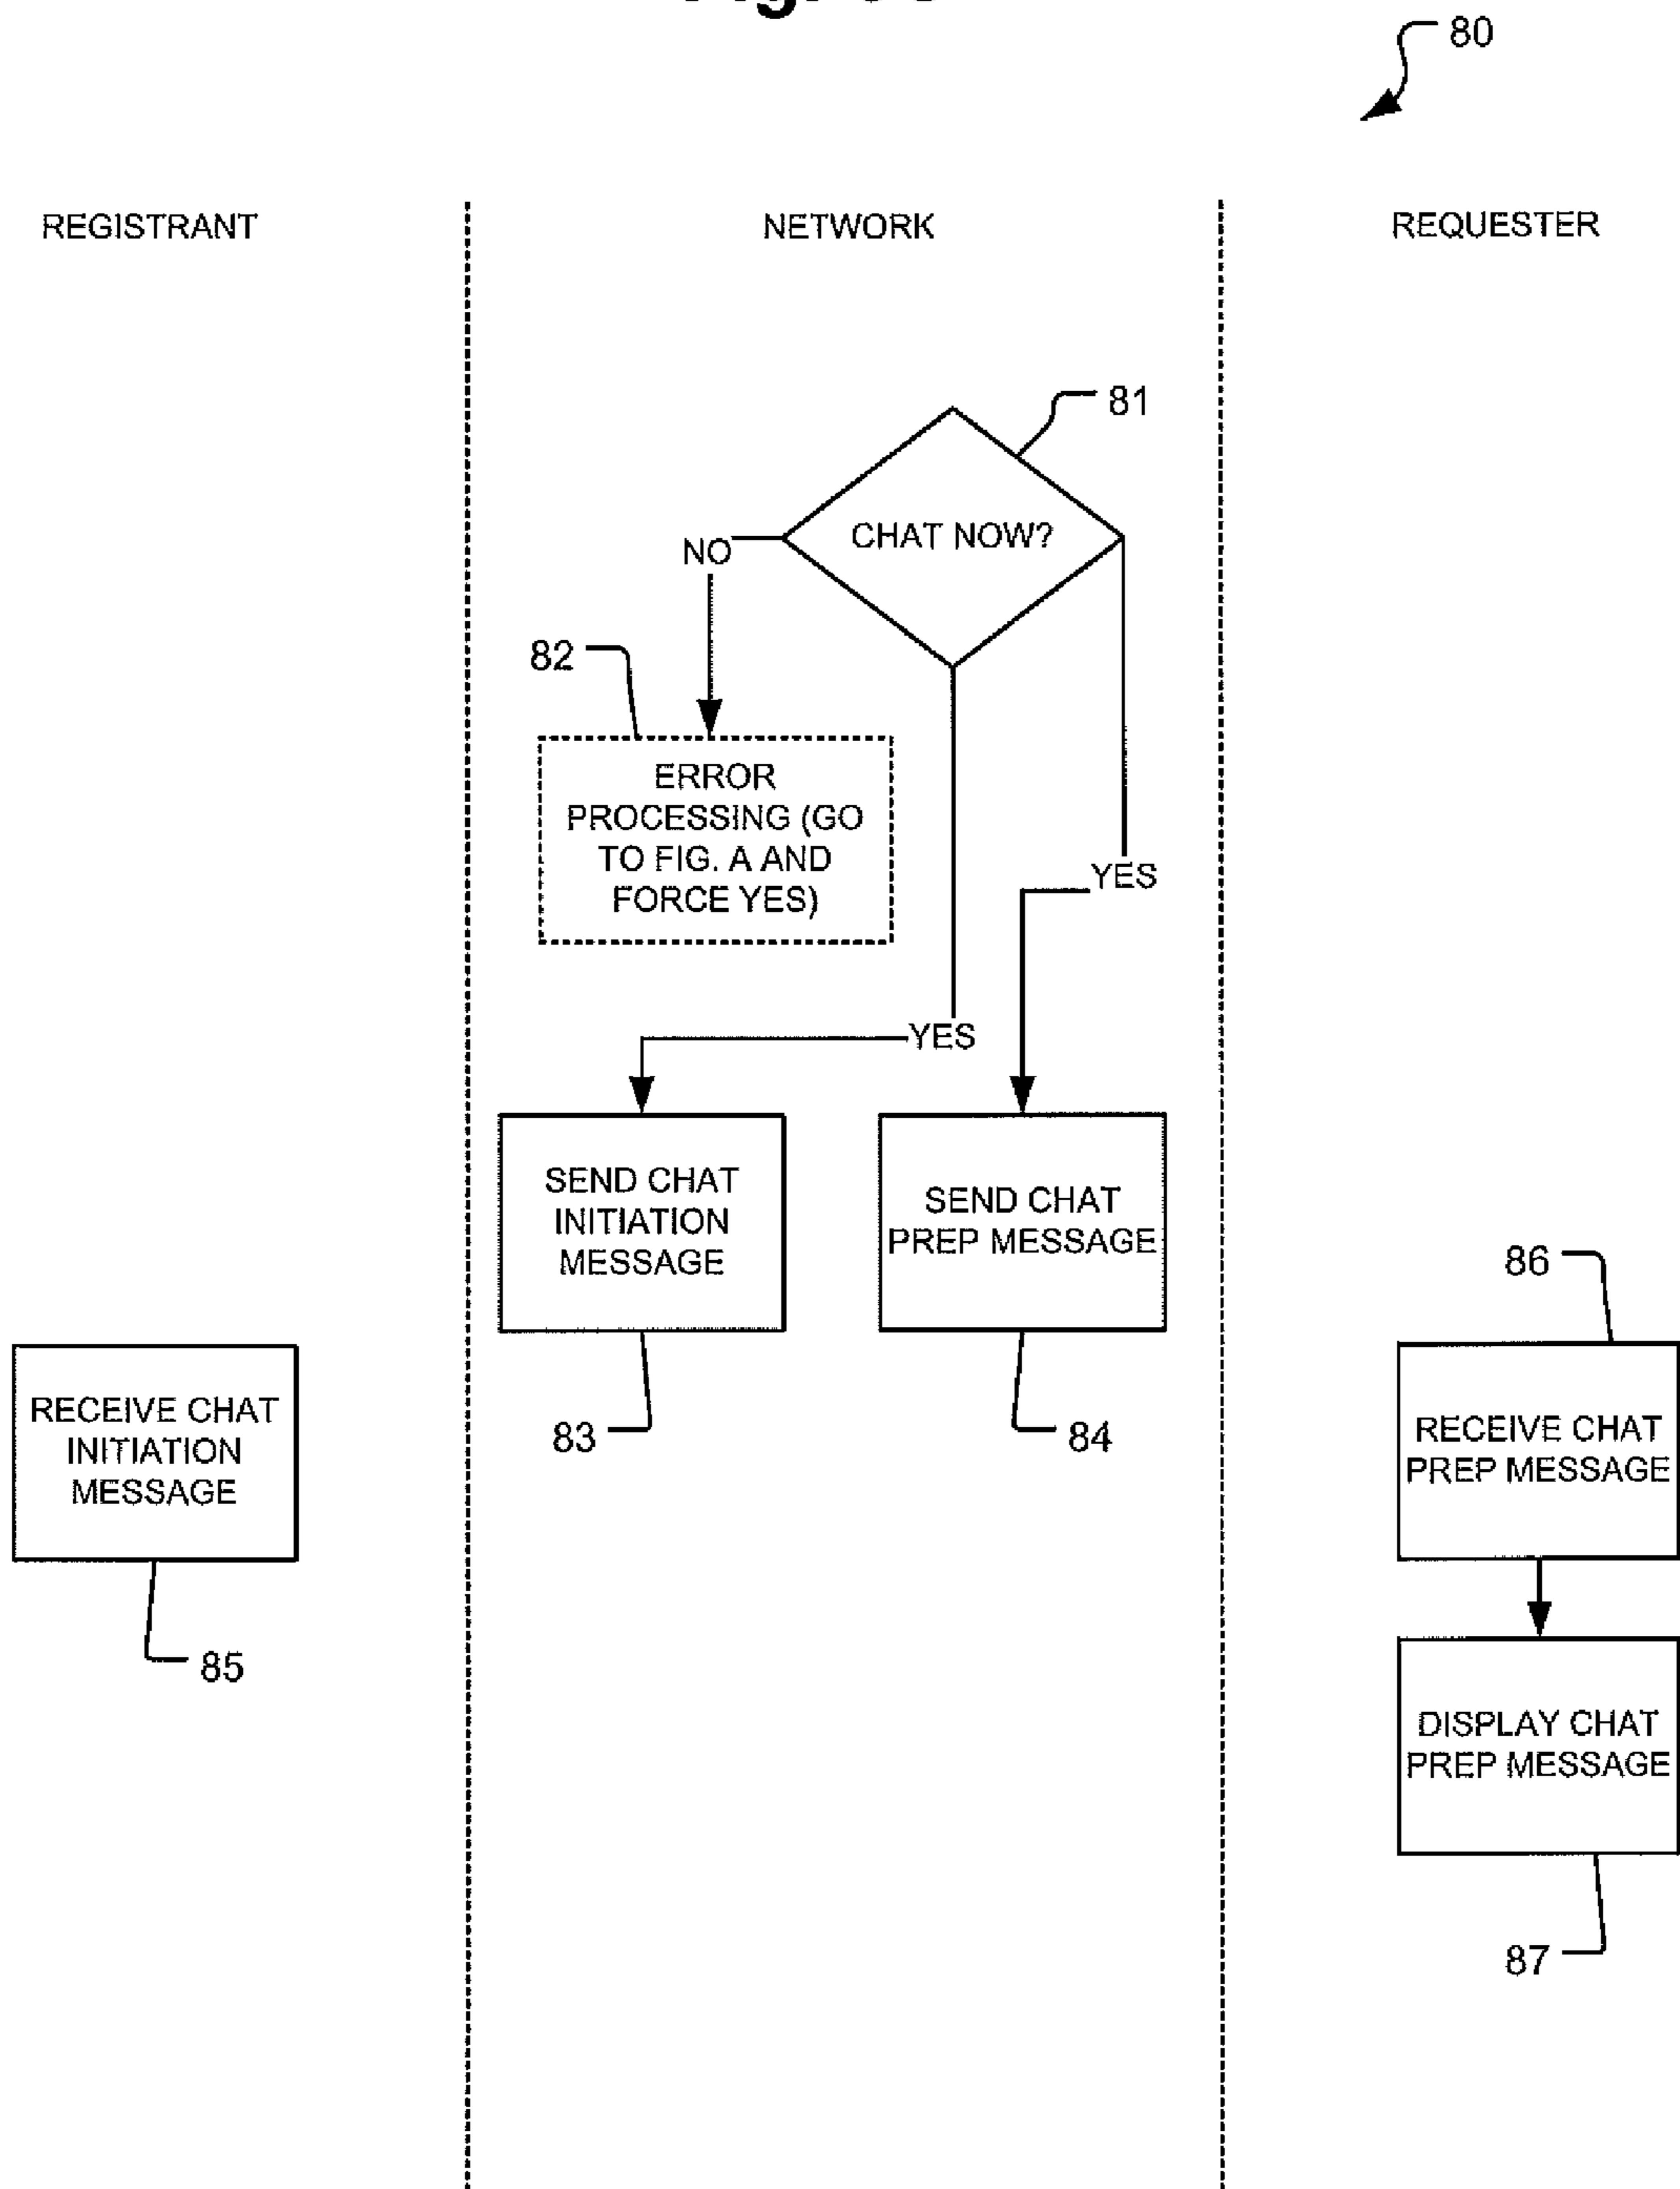 80
REGISTRANT
NETWORK
REQUESTER
81
CHAT NOW?
NO
82
ERROR
PROCESSING (GO
TO FIG. A AND
FORCE YES)
YES
YES
SEND CHAT
INITIATION
MESSAGE
SEND CHAT
PREP MESSAGE
86
RECEIVE CHAT
INITIATION
MESSAGE
83
84
RECEIVE CHAT
PREP MESSAGE
85
DISPLAY CHAT
PREP MESSAGE
87